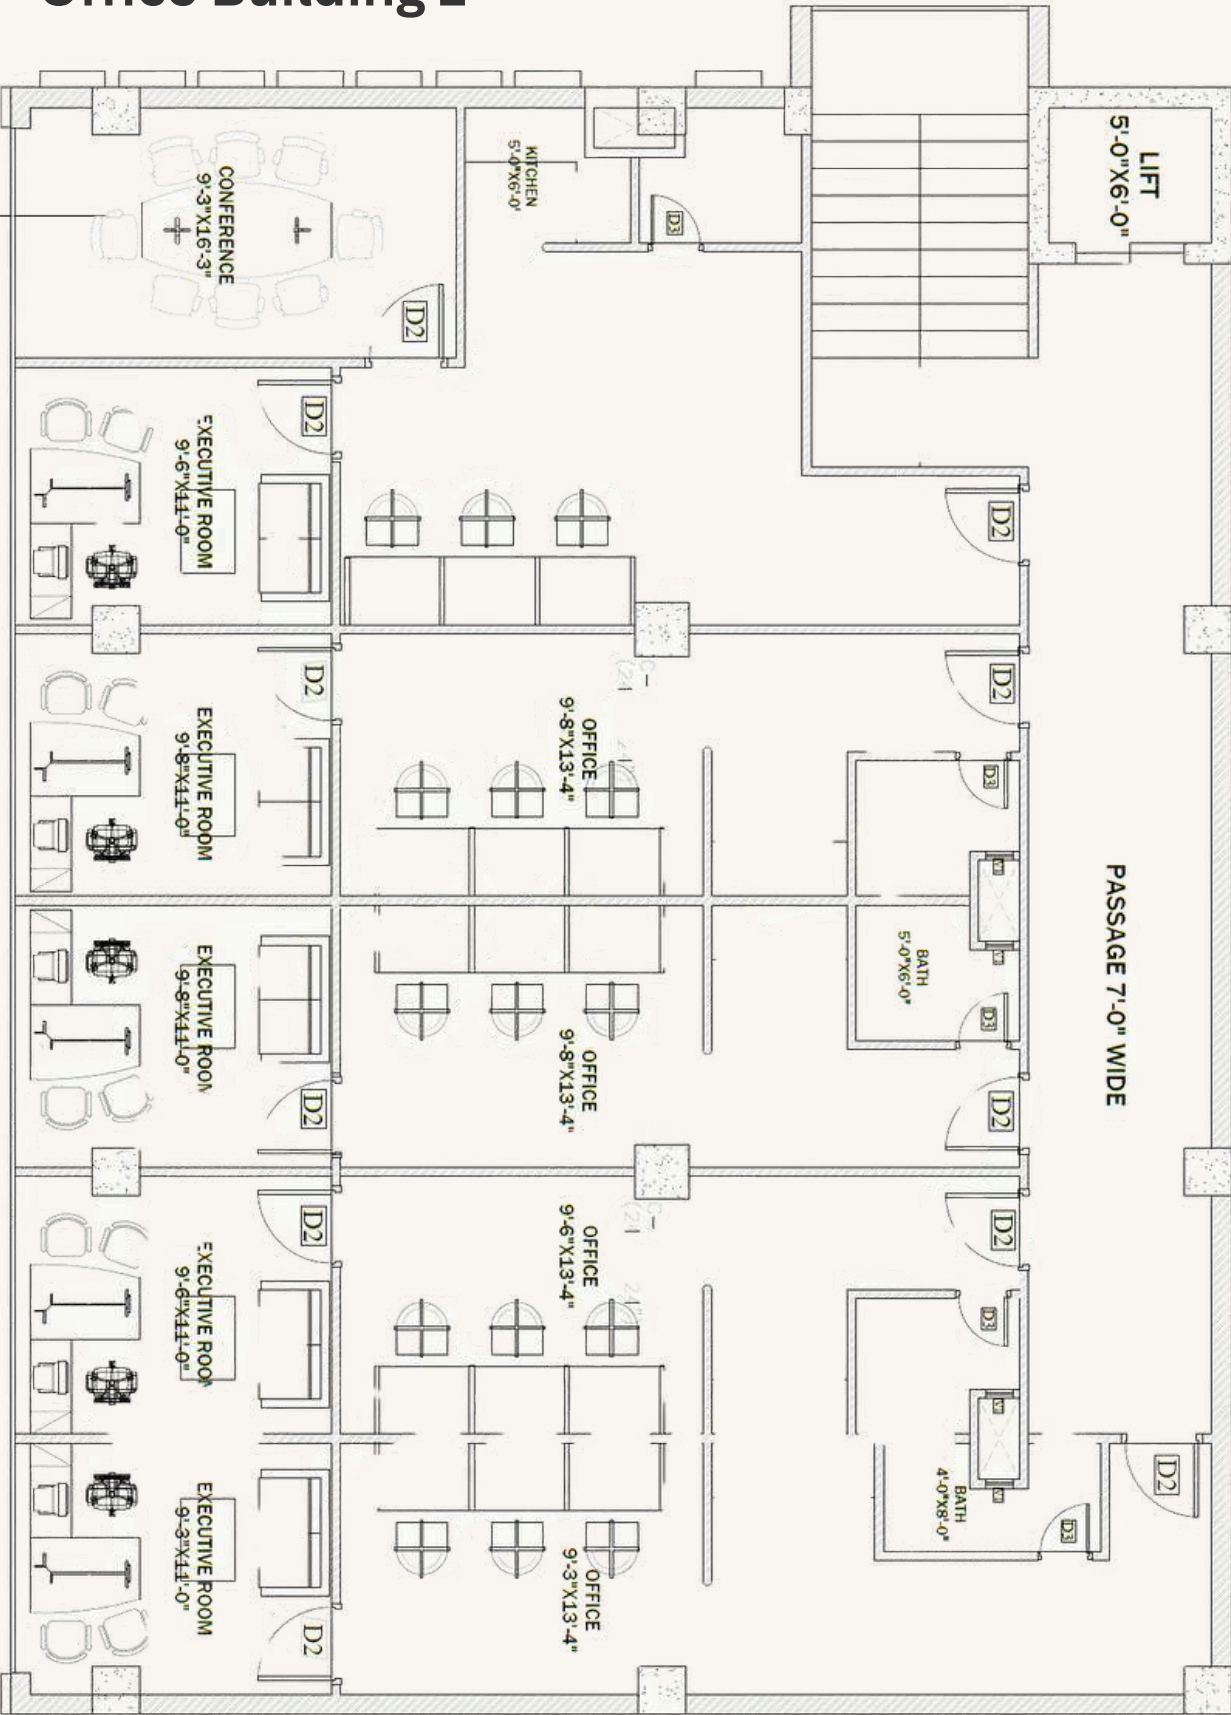 Office Building 2
CONFERENCE
9'-3"X16'-3"
KITCHEN
5'-0"X6'-0"
D3
LIFT
5'-0"X6'-0"
D2
D2
EXECUTIVE ROOM
9'-6"X11'-0"
D2
D2
EXECUTIVE ROOM
9'-8"X11'-0"
OFFICE
9'-8"X13'-4"
D2
D3
PASSAGE 7'-0" WIDE
EXECUTIVE ROOM
9'-8"X11'-0"
D2
OFFICE
9'-8"X13'-4"
BATH
5'-0"X6'-0"
D3
D2
D2
EXECUTIVE ROOM
9'-6"X11'-0"
OFFICE
9'-6"X13'-4"
D2
D3
EXECUTIVE ROOM
9'-3"X11'-0"
D2
OFFICE
9'-3"X13'-4"
BATH
4'-0"X8'-0"
D3
D2